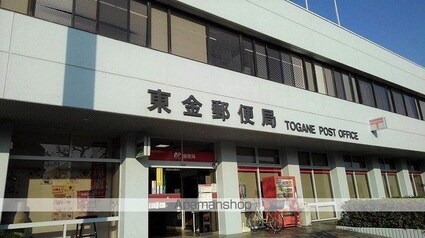 東金郵便局 TOGANE POST OFFICE
Apamanshop